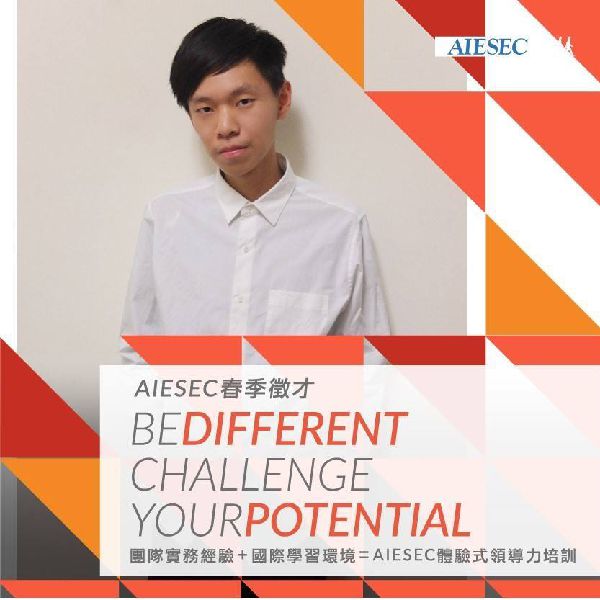 AIESEC
AIESEC春季徵才
BEDIFFERENT
CHALLENGE
YOURPOTENTIAL
團隊實務經驗+國際學習環境=AIESEC體驗式領導力培訓